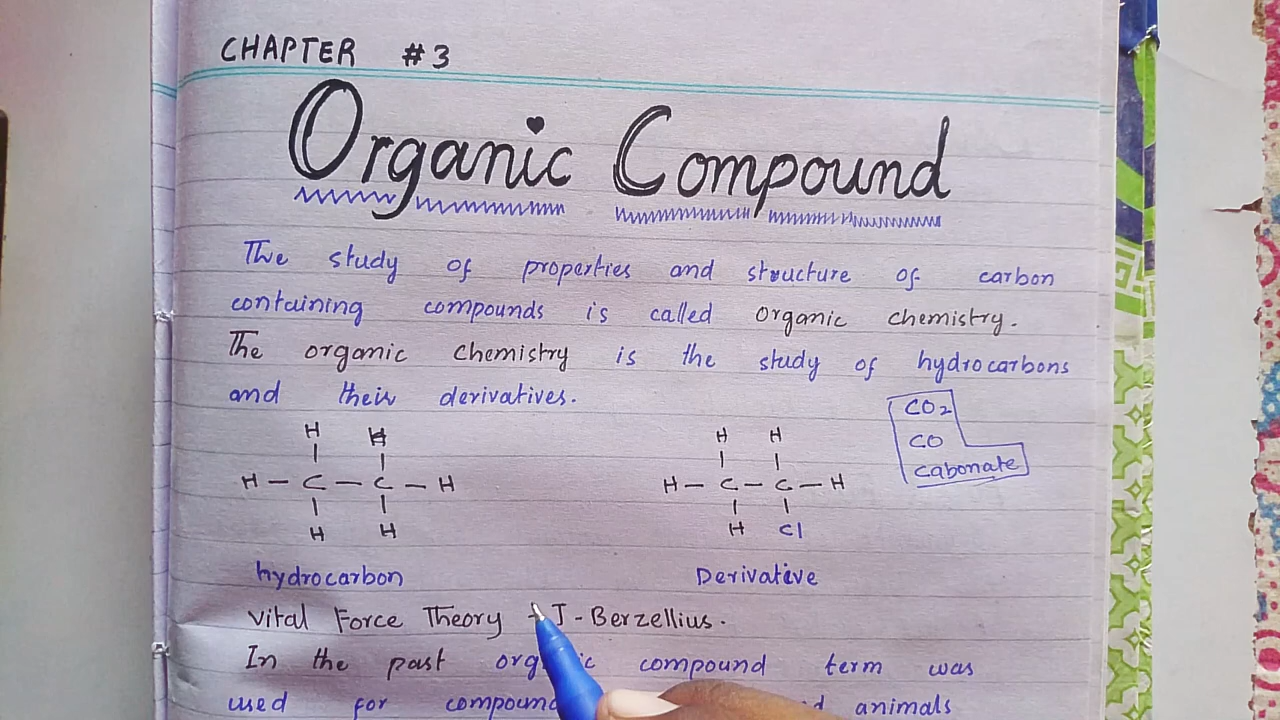 CHAPTER #3
Organic Compound
The study of properties and structure of carbon
containing compounds is called organic chemistry.
The organic chemistry is the study of hydrocarbons
and their derivatives.
CO2
CO
Cabonate
H H
H – C – C – H
H H
hydrocarbon
H H
H – C – C – H
H Cl
Derivative
Vital Force Theory J-Berzellius.
In the past compound term was
used for animals